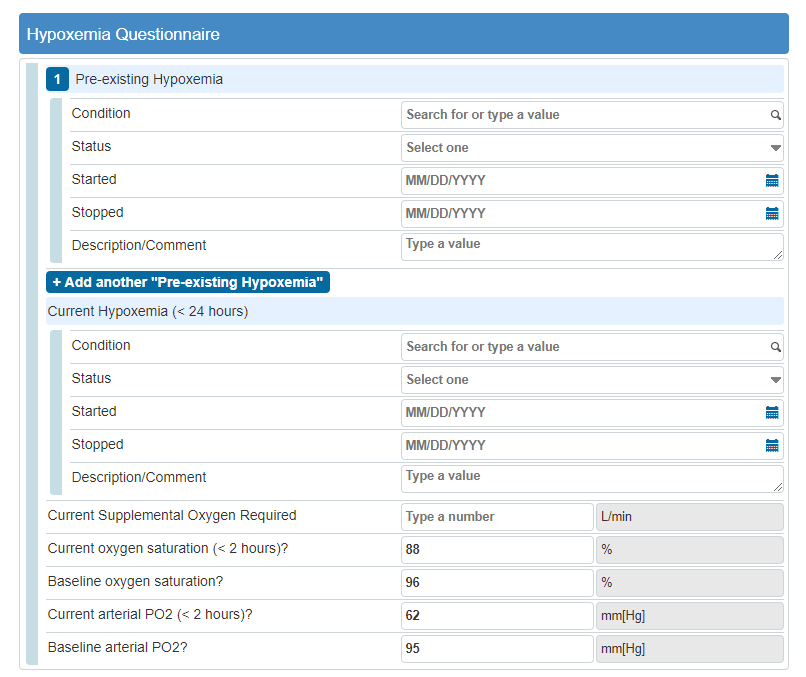 Hypoxemia Questionnaire
1 Pre-existing Hypoxemia
Condition Search for or type a value
Status Select one
Started MM/DD/YYYY
Stopped MM/DD/YYYY
Description/Comment Type a value
+ Add another "Pre-existing Hypoxemia"
Current Hypoxemia (< 24 hours)
Condition Search for or type a value
Status Select one
Started MM/DD/YYYY
Stopped MM/DD/YYYY
Description/Comment Type a value
Current Supplemental Oxygen Required Type a number L/min
Current oxygen saturation (< 2 hours)? 88 %
Baseline oxygen saturation? 96 %
Current arterial PO2 (< 2 hours)? 62 mm[Hg]
Baseline arterial PO2? 95 mm[Hg]